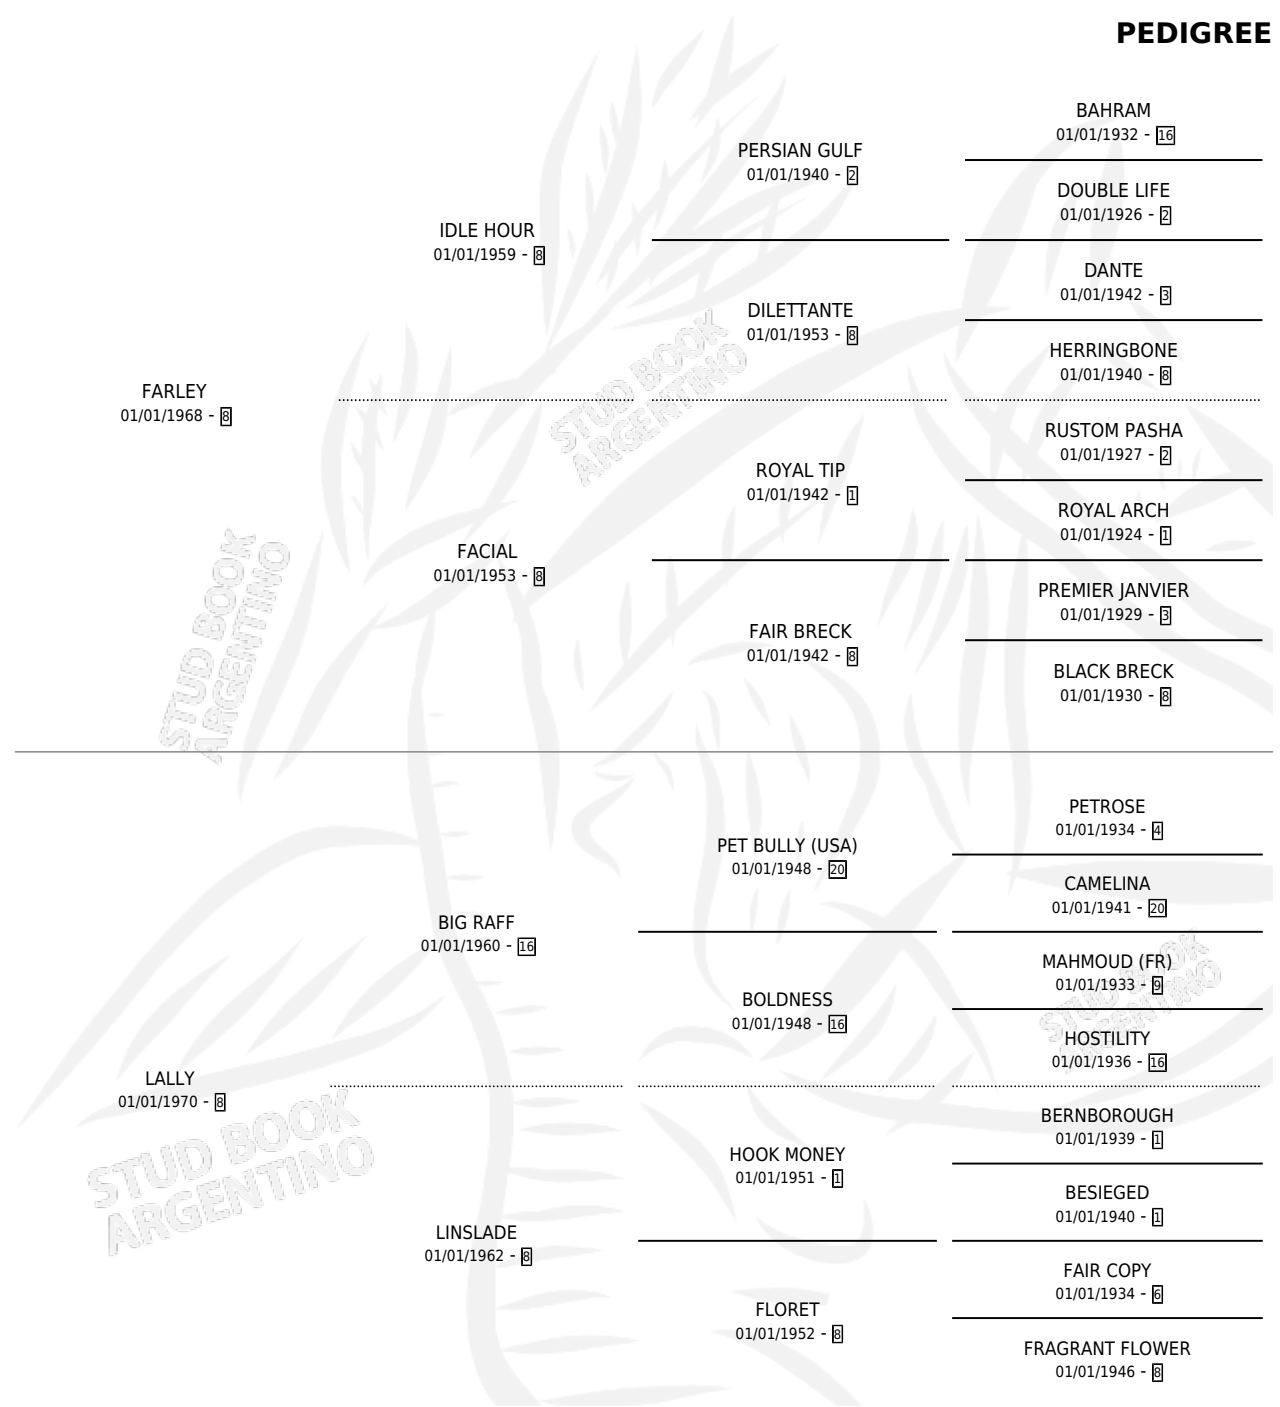 PEDIGREE
BAHRAM
01/01/1932 - 16
PERSIAN GULF
01/01/1940 - 2
DOUBLE LIFE
01/01/1926 - 2
IDLE HOUR
01/01/1959 - 8
DANTE
01/01/1942 - 3
DILETTANTE
01/01/1953 - 8
HERRINGBONE
01/01/1940 - 8
FARLEY
01/01/1968 - 8
STUD BOOK
ARGENTINO
RUSTOM PASHA
01/01/1927 - 2
ROYAL TIP
01/01/1942 - 1
ROYAL ARCH
01/01/1924 - 1
FACIAL
01/01/1953 - 8
PREMIER JANVIER
01/01/1929 - 3
FAIR BRECK
01/01/1942 - 8
BLACK BRECK
01/01/1930 - 8
STUD BOOK
ARGENTINO
PETROSE
01/01/1934 - 4
PET BULLY (USA)
01/01/1948 - 20
CAMELINA
01/01/1941 - 20
BIG RAFF
01/01/1960 - 16
MAHMOUD (FR)
01/01/1933 - 9
BOLDNESS
01/01/1948 - 16
STUD BOOK
ARGENTINO
HOSTILITY
01/01/1936 - 16
LALLY
01/01/1970 - 8
STUD BOOK
ARGENTINO
BERNBOROUGH
01/01/1939 - 1
HOOK MONEY
01/01/1951 - 1
BESIEGED
01/01/1940 - 1
LINSLADE
01/01/1962 - 8
FAIR COPY
01/01/1934 - 6
FLORET
01/01/1952 - 8
FRAGRANT FLOWER
01/01/1946 - 8